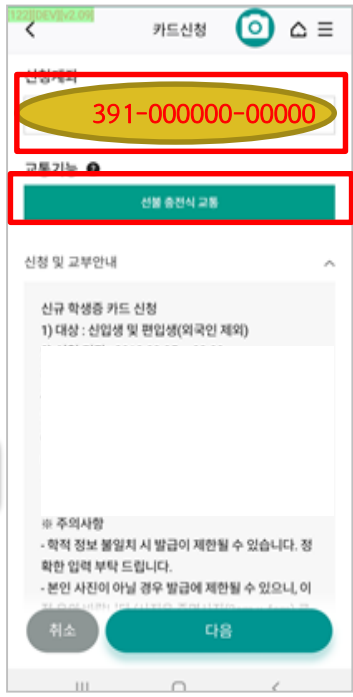 122][DEV][v2.09]
카드신청
신청계좌
391-000000-00000
교통기능
선불 충전식 교통
신청 및 교부안내
신규 학생증 카드 신청
1) 대상 : 신입생 및 편입생(외국인 제외)
※ 주의사항
- 학적 정보 불일치 시 발급이 제한될 수 있습니다. 정
확한 입력 부탁 드립니다.
- 본인 사진이 아닐 경우 발급에 제한될 수 있으니, 이
취소
다음